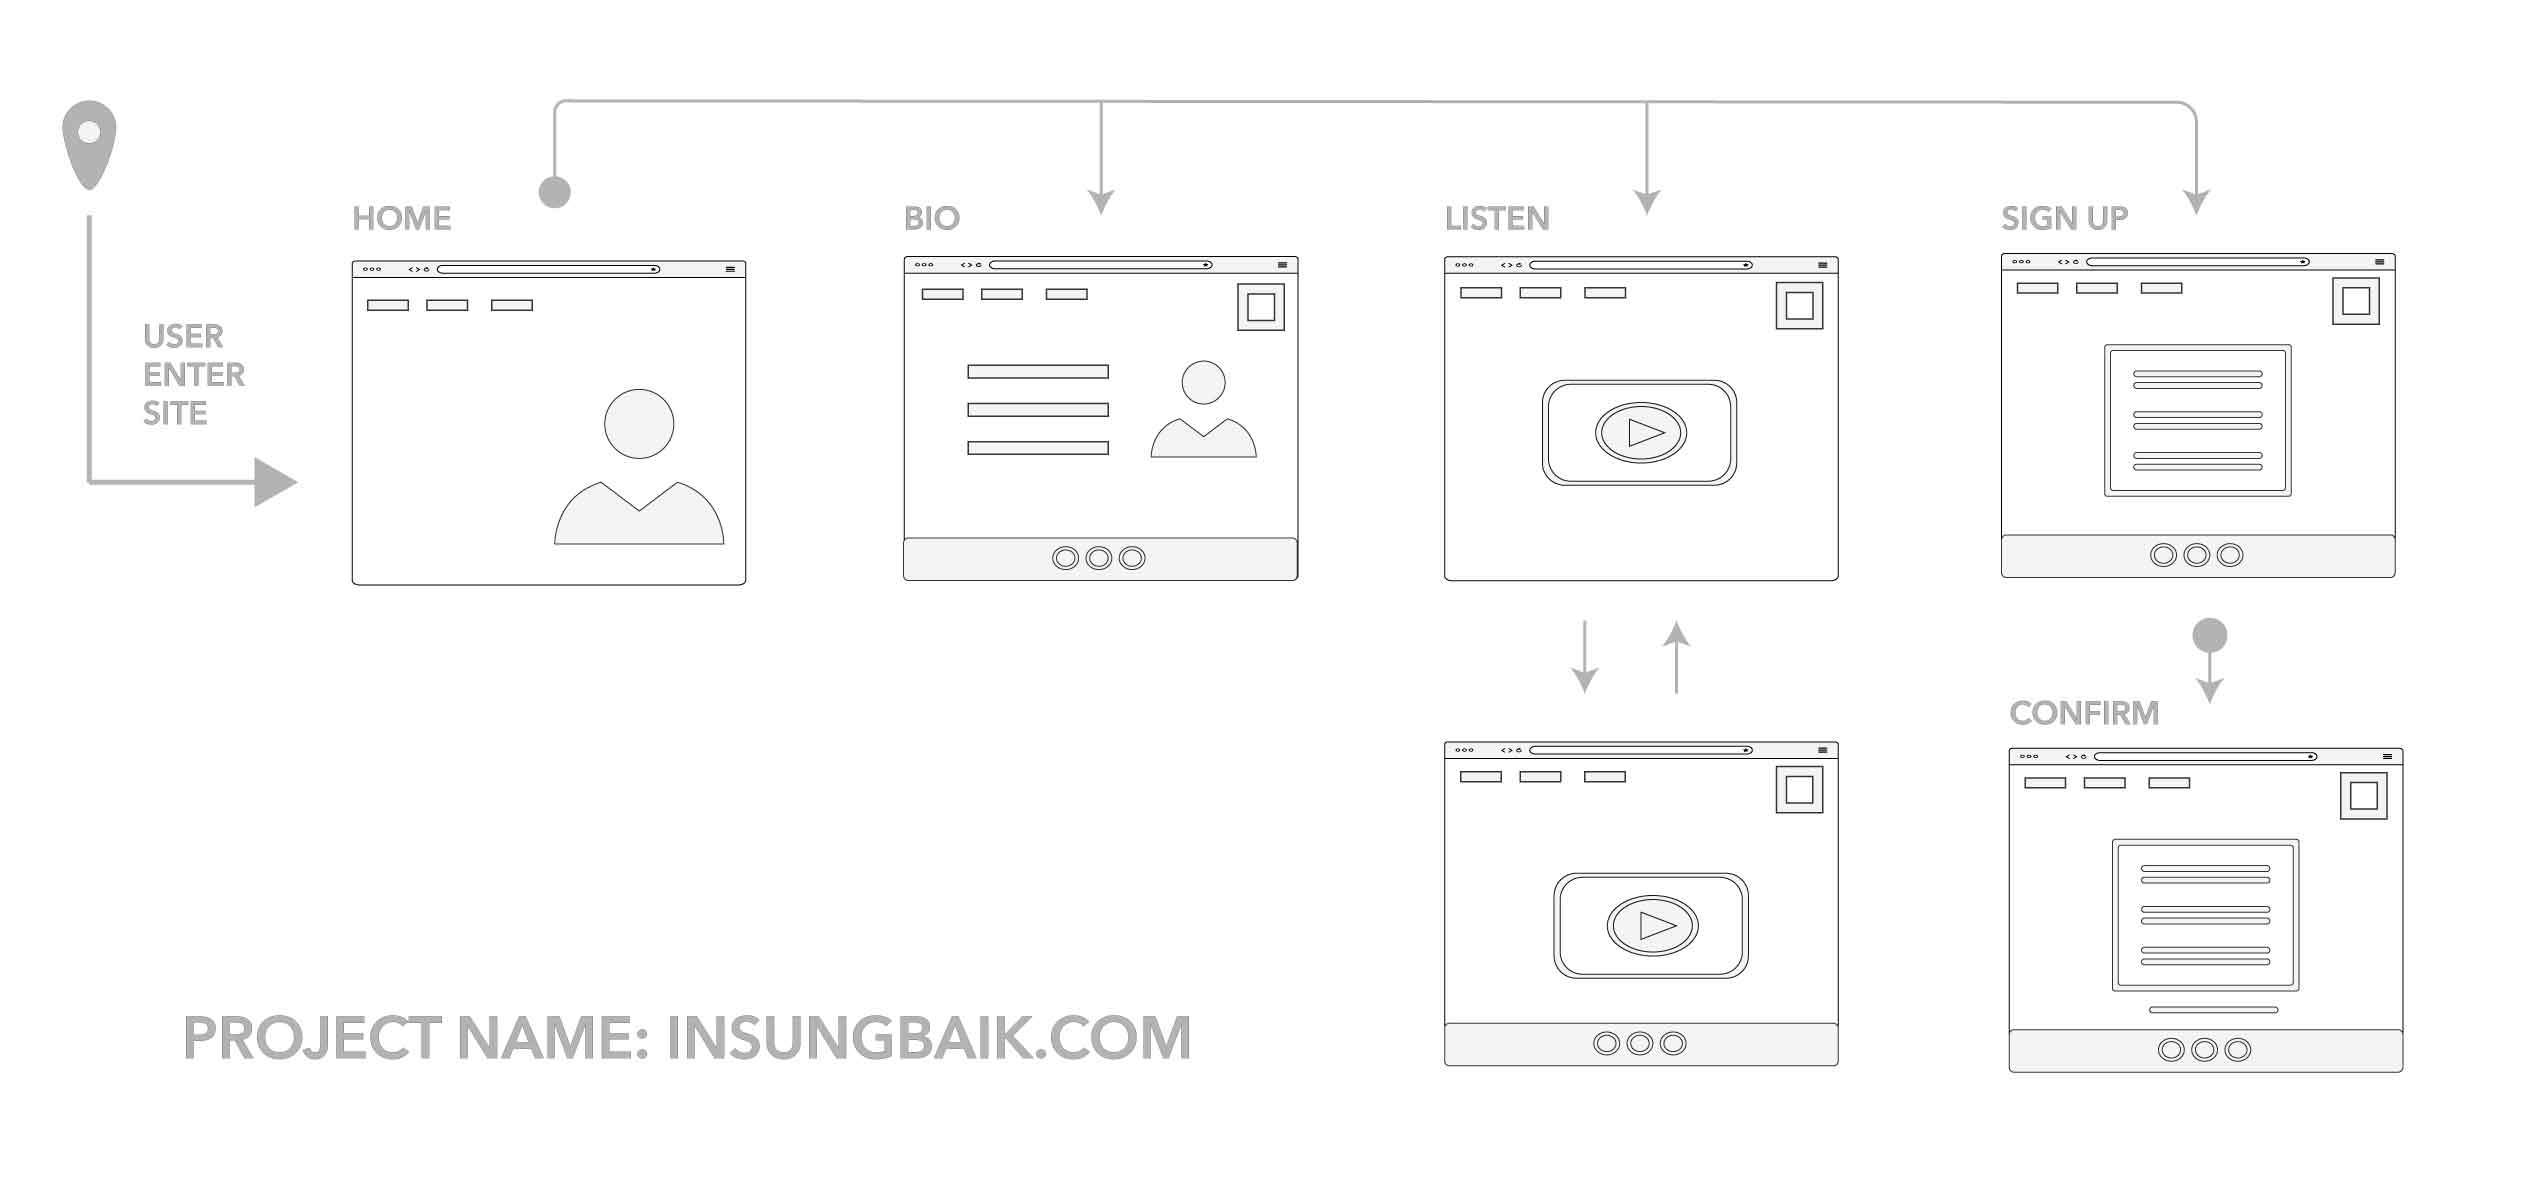 HOME
BIO
LISTEN
SIGN UP
USER
ENTER
SITE
CONFIRM
PROJECT NAME: INSUNGBAIK.COM